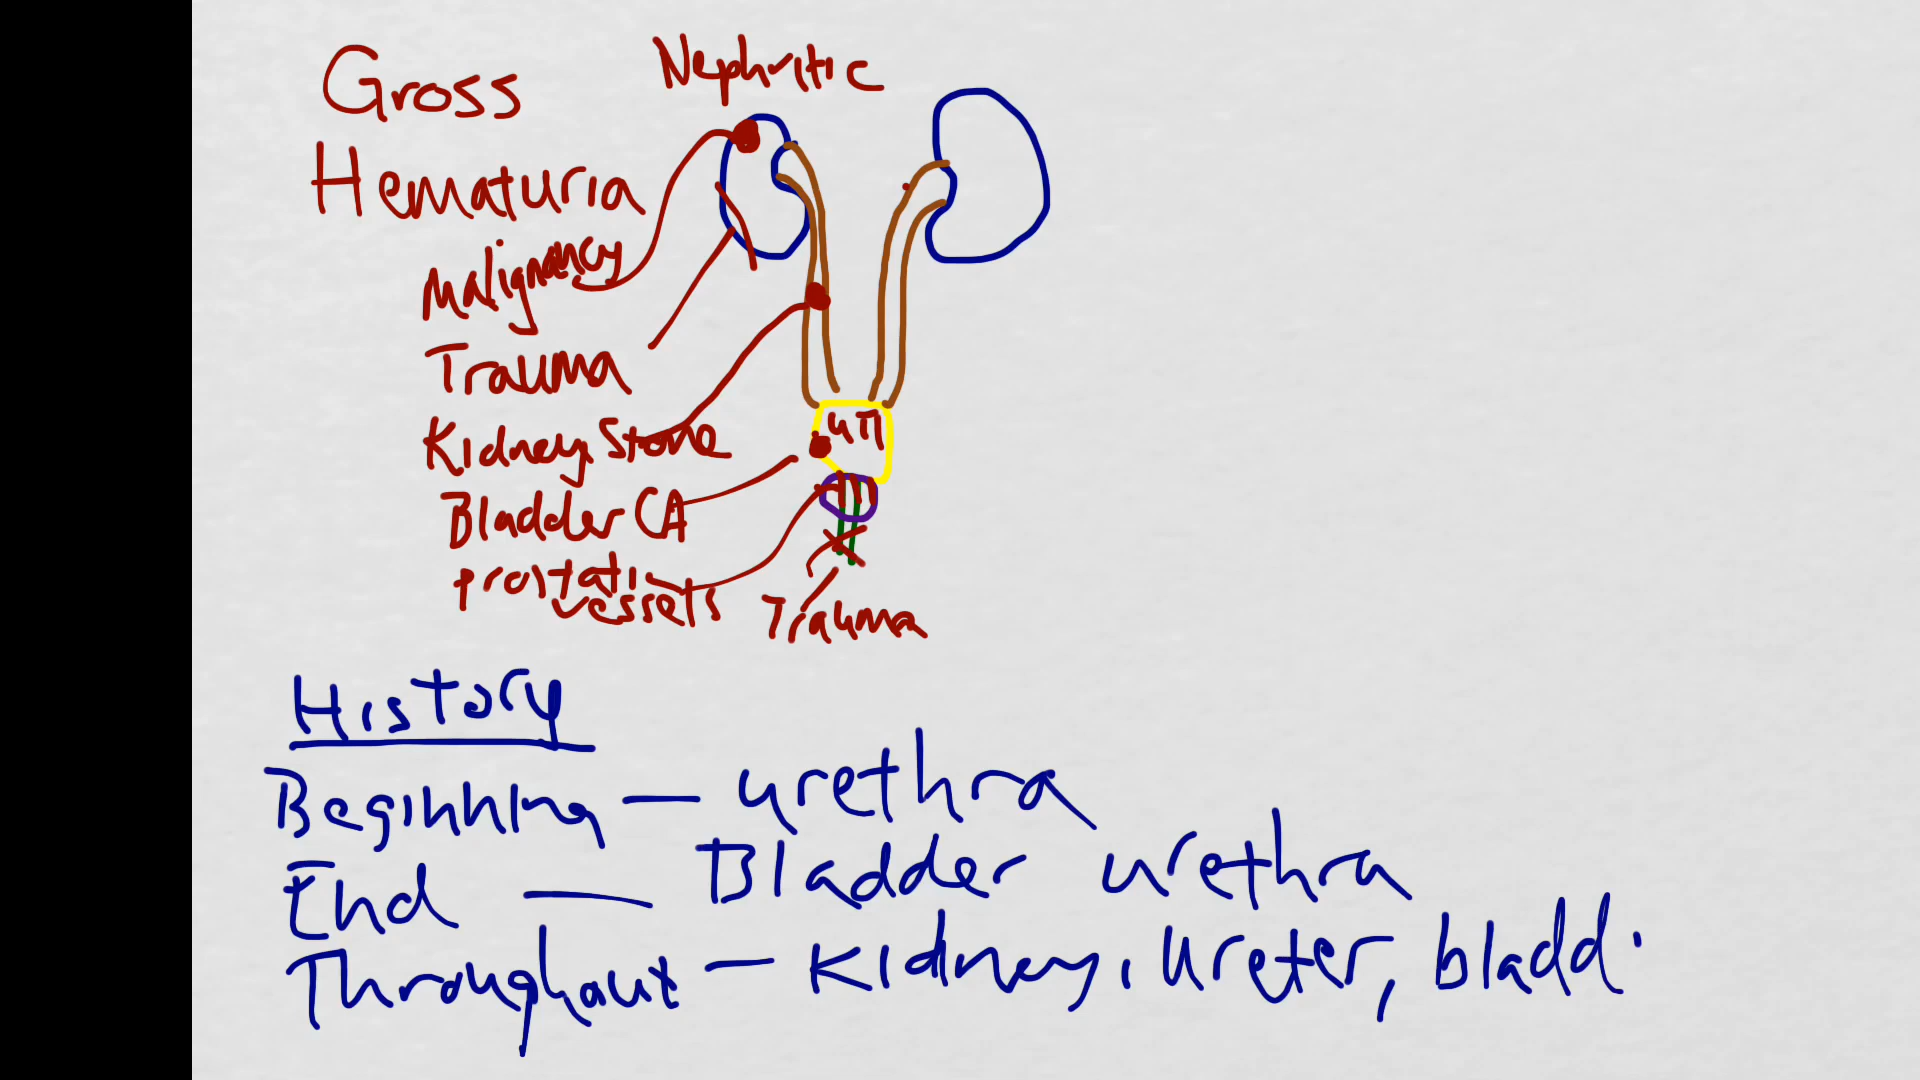 Gross
Nephritic
Hematuria
Malignancy
Trauma
Kidney Stone
UTI
Bladder CA
prostatic
vessels
Trauma
History
Beginning — urethra
End — Bladder urethra
Throughout — Kidney, Ureter, bladd.